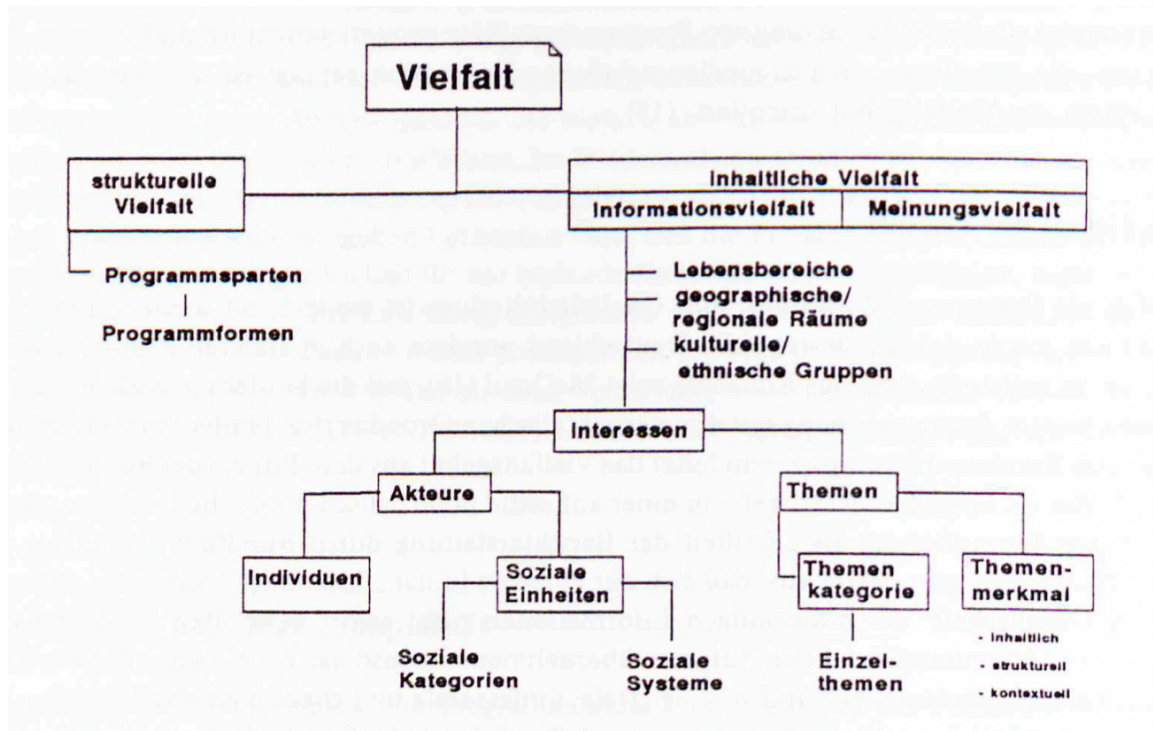 Vielfalt
strukturelle
Vielfalt
Inhaltliche Vielfalt
Informationsvielfalt
Meinungsvielfalt
Programmsparten
Programmformen
Lebensbereiche
geographische/
regionale Räume
kulturelle/
ethnische Gruppen
Interessen
Akteure
Themen
Individuen
Soziale
Einheiten
Themen
kategorie
Themen-
merkmal
Soziale
Kategorien
Soziale
Systeme
Einzel-
themen
- inhaltlich
- strukturell
- kontextuell